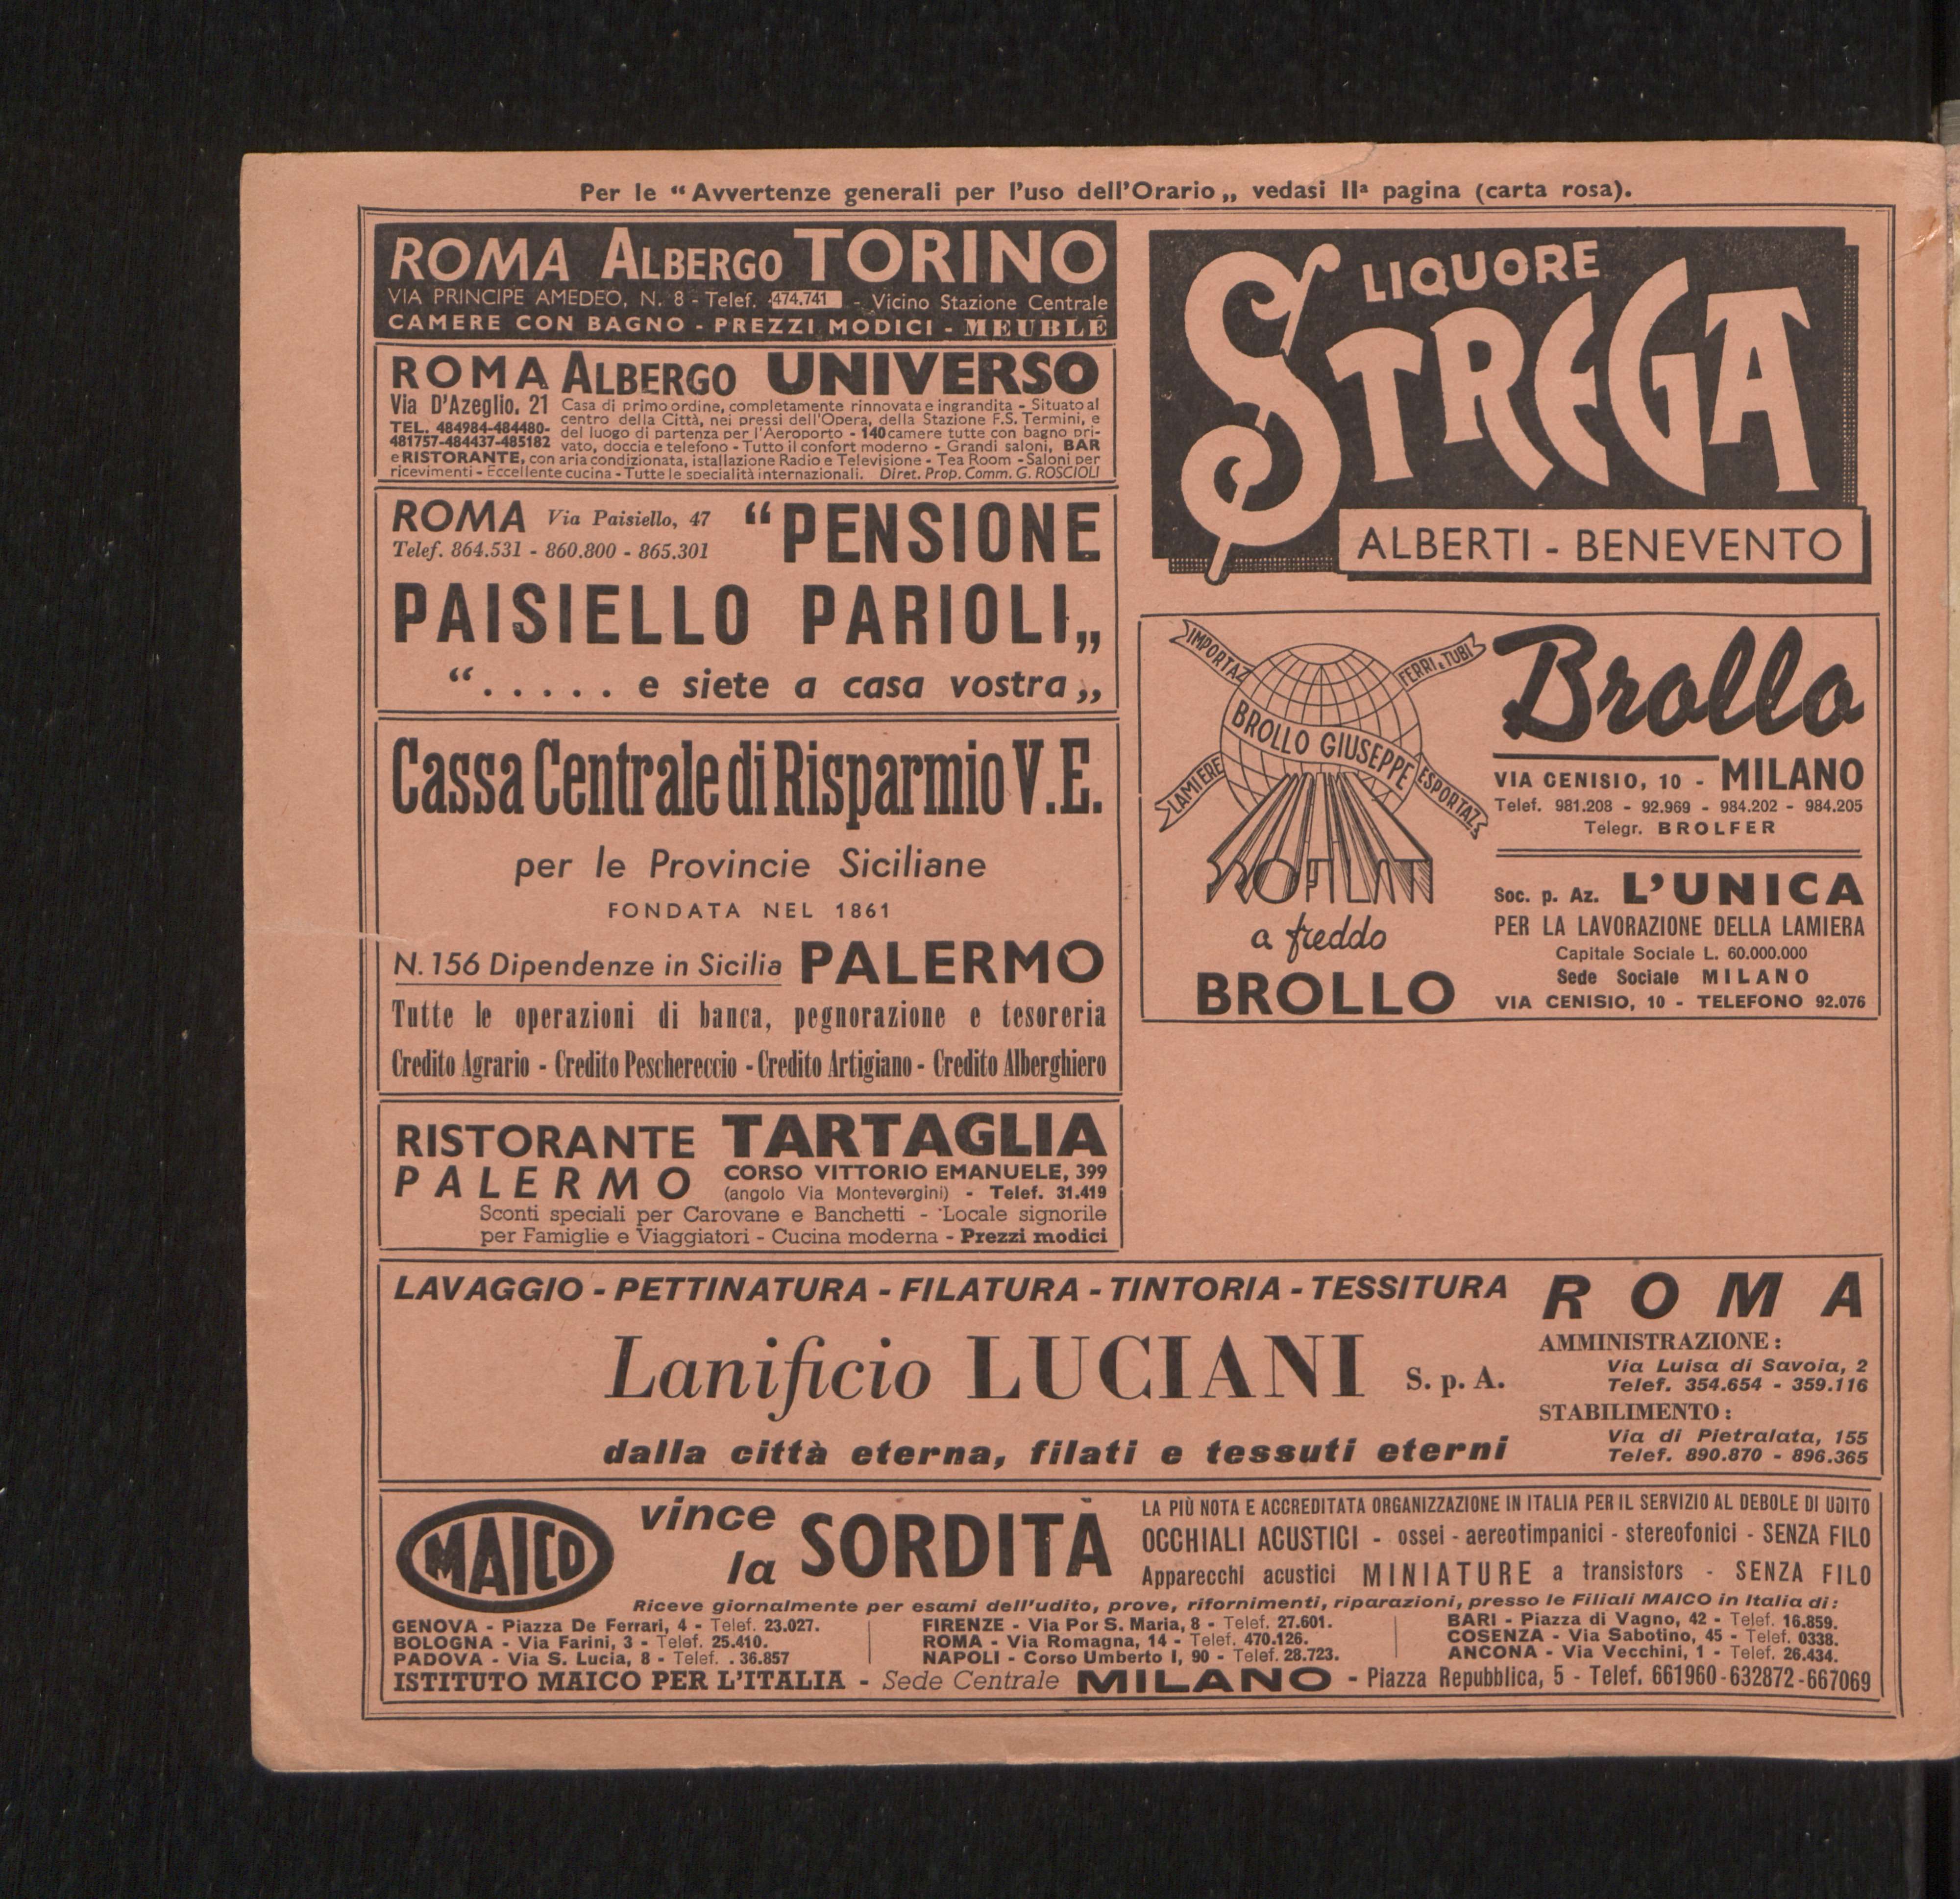 Per le “Avvertenze generali per l’uso dell’Orario„ vedasi IIª pagina (carta rosa).
ROMA ALBERGO TORINO
VIA PRINCIPE AMEDEO, N. 8 - Telef. 474.741 - Vicino Stazione Centrale
CAMERE CON BAGNO - PREZZI MODICI - MEUBLÉ
ROMA ALBERGO UNIVERSO
Via D’Azeglio, 21
TEL. 484984-484480-
481757-484437-485182
Casa di primo ordine, completamente rinnovata e ingrandita - Situato al
centro della Città, nei pressi dell’Opera, della Stazione F.S. Termini, e
del luogo di partenza per l’Aeroporto - 140 camere tutte con bagno pri-
vato, doccia e telefono - Tutto il confort moderno - Grandi saloni, BAR
e RISTORANTE, con aria condizionata, istallazione Radio e Televisione - Tea Room - Saloni per
ricevimenti - Eccellente cucina - Tutte le specialità internazionali. Diret. Prop. Comm. G. ROSCIOLI
ROMA Via Paisiello, 47
Telef. 864.531 - 860.800 - 865.301
“PENSIONE
PAISIELLO PARIOLI„
“..... e siete a casa vostra„
Cassa Centrale di Risparmio V.E.
per le Provincie Siciliane
FONDATA NEL 1861
N. 156 Dipendenze in Sicilia PALERMO
Tutte le operazioni di banca, pegnorazione e tesoreria
Credito Agrario - Credito Peschereccio - Credito Artigiano - Credito Alberghiero
RISTORANTE TARTAGLIA
PALERMO CORSO VITTORIO EMANUELE, 399
(angolo Via Montevergini) - Telef. 31.419
Sconti speciali per Carovane e Banchetti - Locale signorile
per Famiglie e Viaggiatori - Cucina moderna - Prezzi modici
LIQUORE
STREGA
ALBERTI - BENEVENTO
IMPORTAZ
FERRI e TUBI
BROLLO GIUSEPPE
LAMIERE
ESPORTAZ
PROFILATI
a freddo
BROLLO
Brollo
VIA CENISIO, 10 - MILANO
Telef. 981.208 - 92.969 - 984.202 - 984.205
Telegr. BROLFER
Soc. p. Az. L’UNICA
PER LA LAVORAZIONE DELLA LAMIERA
Capitale Sociale L. 60.000.000
Sede Sociale MILANO
VIA CENISIO, 10 - TELEFONO 92.076
LAVAGGIO - PETTINATURA - FILATURA - TINTORIA - TESSITURA
Lanificio LUCIANI S. p. A.
dalla città eterna, filati e tessuti eterni
ROMA
AMMINISTRAZIONE:
Via Luisa di Savoia, 2
Telef. 354.654 - 359.116
STABILIMENTO:
Via di Pietralata, 155
Telef. 890.870 - 896.365
MAICO
vince
la SORDITÀ
LA PIÙ NOTA E ACCREDITATA ORGANIZZAZIONE IN ITALIA PER IL SERVIZIO AL DEBOLE DI UDITO
OCCHIALI ACUSTICI - ossei - aereotimpanici - stereofonici - SENZA FILO
Apparecchi acustici MINIATURE a transistors - SENZA FILO
Riceve giornalmente per esami dell’udito, prove, rifornimenti, riparazioni, presso le Filiali MAICO in Italia di:
GENOVA - Piazza De Ferrari, 4 - Telef. 23.027.
BOLOGNA - Via Farini, 3 - Telef. 25.410.
PADOVA - Via S. Lucia, 8 - Telef. . 36.857
FIRENZE - Via Por S. Maria, 8 - Telef. 27.601.
ROMA - Via Romagna, 14 - Telef. 470.126.
NAPOLI - Corso Umberto I, 90 - Telef. 28.723.
BARI - Piazza di Vagno, 42 - Telef. 16.859.
COSENZA - Via Sabotino, 45 - Telef. 0338.
ANCONA - Via Vecchini, 1 - Telef. 26.434.
ISTITUTO MAICO PER L’ITALIA - Sede Centrale MILANO - Piazza Repubblica, 5 - Telef. 661960-632872-667069